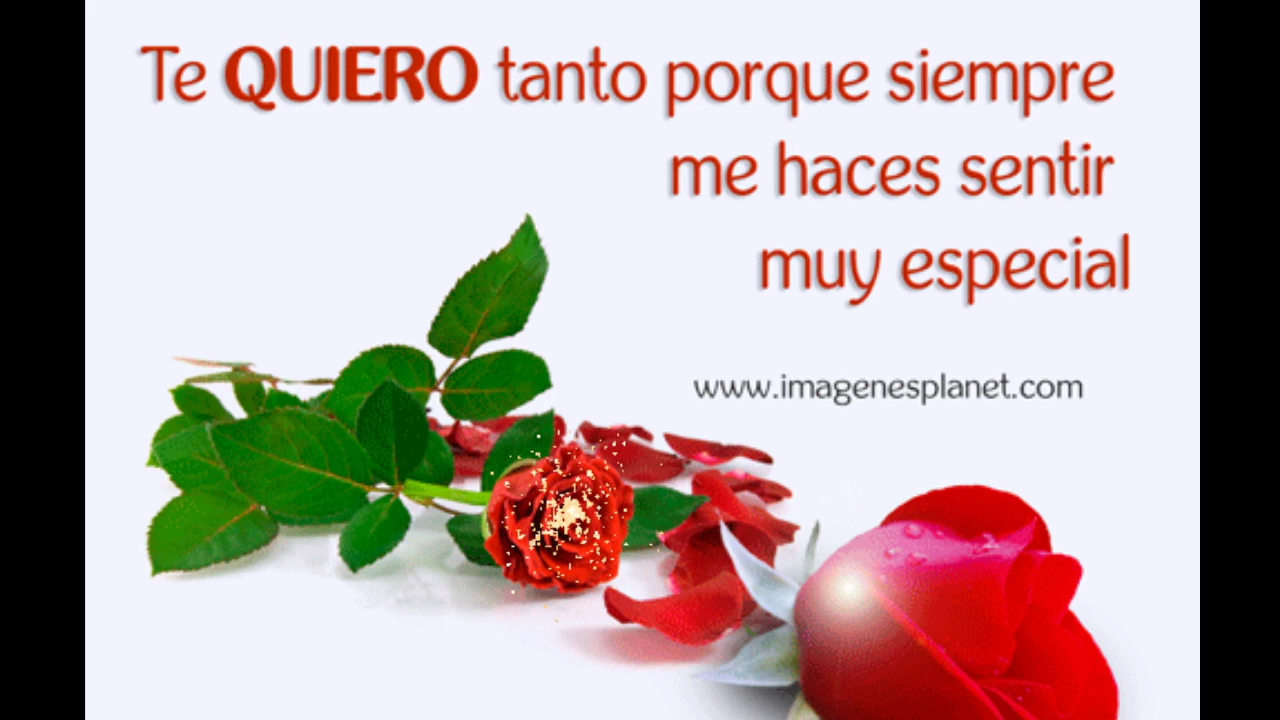 Te QUIERO tanto porque siempre
me haces sentir
muy especial
www.imagenesplanet.com